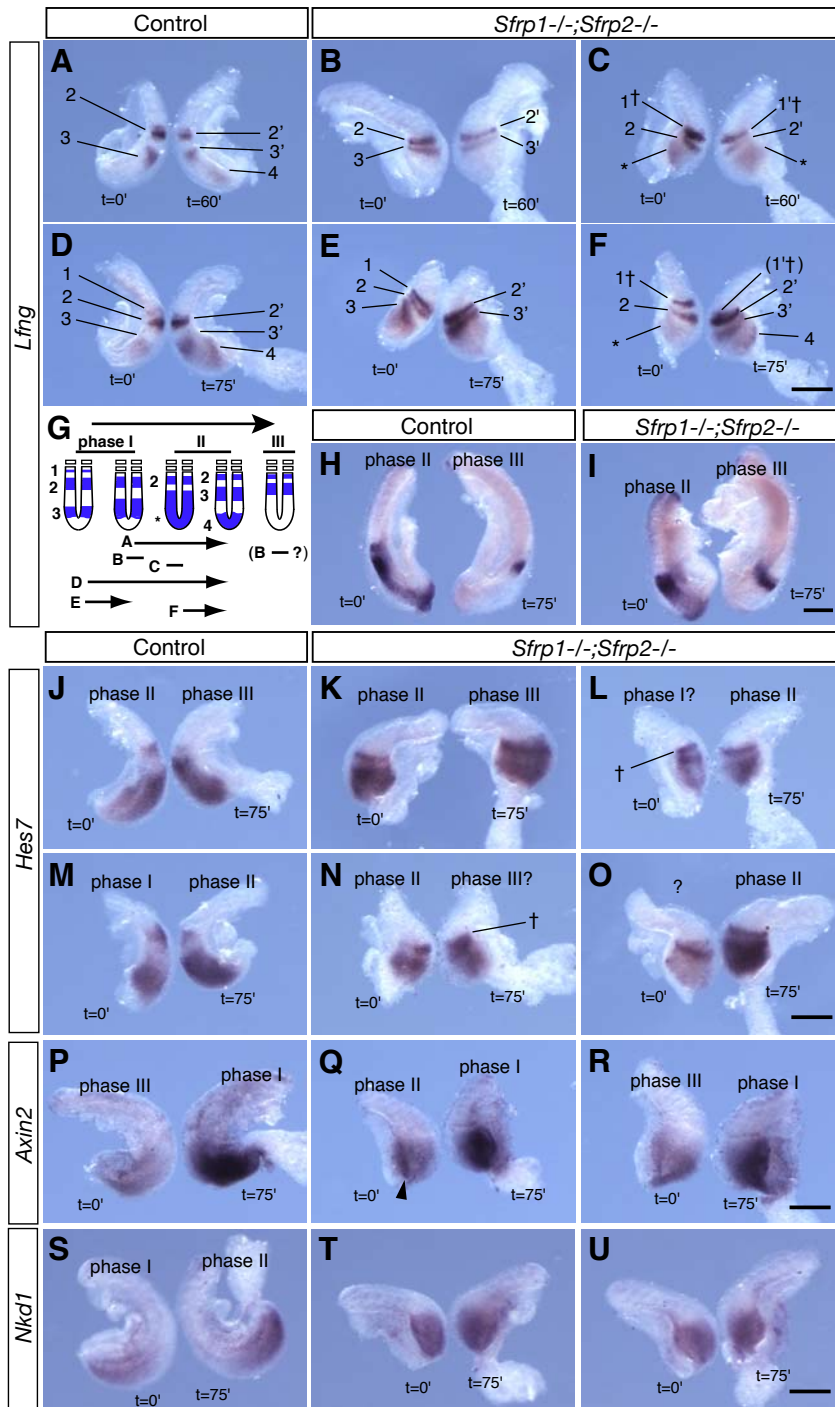 Control
Sfrp1-/-;Sfrp2-/-
Lfng
A
2
3
2'
3'
4
t=0'
t=60'
B
2
3
2'
3'
t=0'
t=60'
C
1†
2
*
1'†
2'
*
t=0'
t=60'
D
1
2
3
2'
3'
4
t=0'
t=75'
E
1
2
3
2'
3'
t=0'
t=75'
F
1†
2
*
(1'†)
2'
3'
4
t=0'
t=75'
G
phase I
II
III
1
2
3
2
*
2
3
4
A
B
C
(B – ?)
D
E
F
Control
Sfrp1-/-;Sfrp2-/-
H
phase II
phase III
t=0'
t=75'
I
phase II
phase III
t=0'
t=75'
Control
Sfrp1-/-;Sfrp2-/-
Hes7
J
phase II
phase III
t=0'
t=75'
K
phase II
phase III
t=0'
t=75'
L
phase I?
phase II
†
t=0'
t=75'
M
phase I
phase II
t=0'
t=75'
N
phase II
phase III?
†
t=0'
t=75'
O
?
phase II
t=0'
t=75'
Axin2
P
phase III
phase I
t=0'
t=75'
Q
phase II
phase I
t=0'
t=75'
R
phase III
phase I
t=0'
t=75'
Nkd1
S
phase I
phase II
t=0'
t=75'
T
t=0'
t=75'
U
t=0'
t=75'